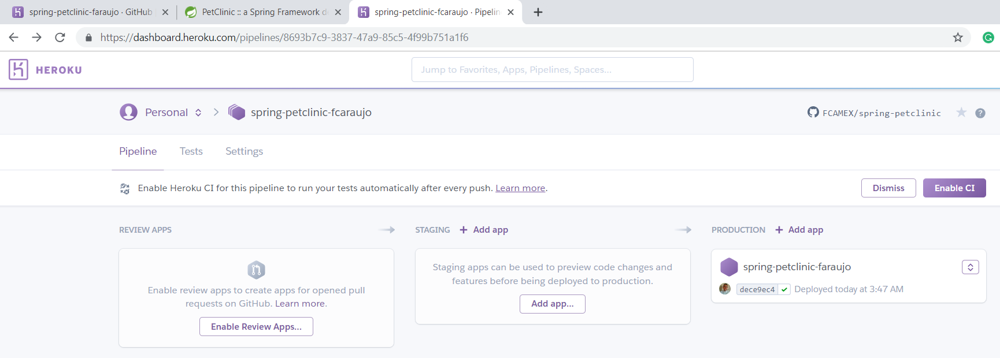 spring-petclinic-faraujo · GitHub
PetClinic :: a Spring Framework d
spring-petclinic-fcaraujo · Pipelin
https://dashboard.heroku.com/pipelines/8693b7c9-3837-47a9-85c5-4f99b751a1f6
HEROKU
Jump to Favorites, Apps, Pipelines, Spaces...
Personal > spring-petclinic-fcaraujo
FCAMEX/spring-petclinic
?
Pipeline Tests Settings
Enable Heroku CI for this pipeline to run your tests automatically after every push. Learn more.
Dismiss Enable CI
REVIEW APPS
Enable review apps to create apps for opened pull
requests on GitHub. Learn more.
Enable Review Apps...
STAGING + Add app
Staging apps can be used to preview code changes and
features before being deployed to production.
Add app...
PRODUCTION + Add app
spring-petclinic-faraujo
dece9ec4 ✓ Deployed today at 3:47 AM